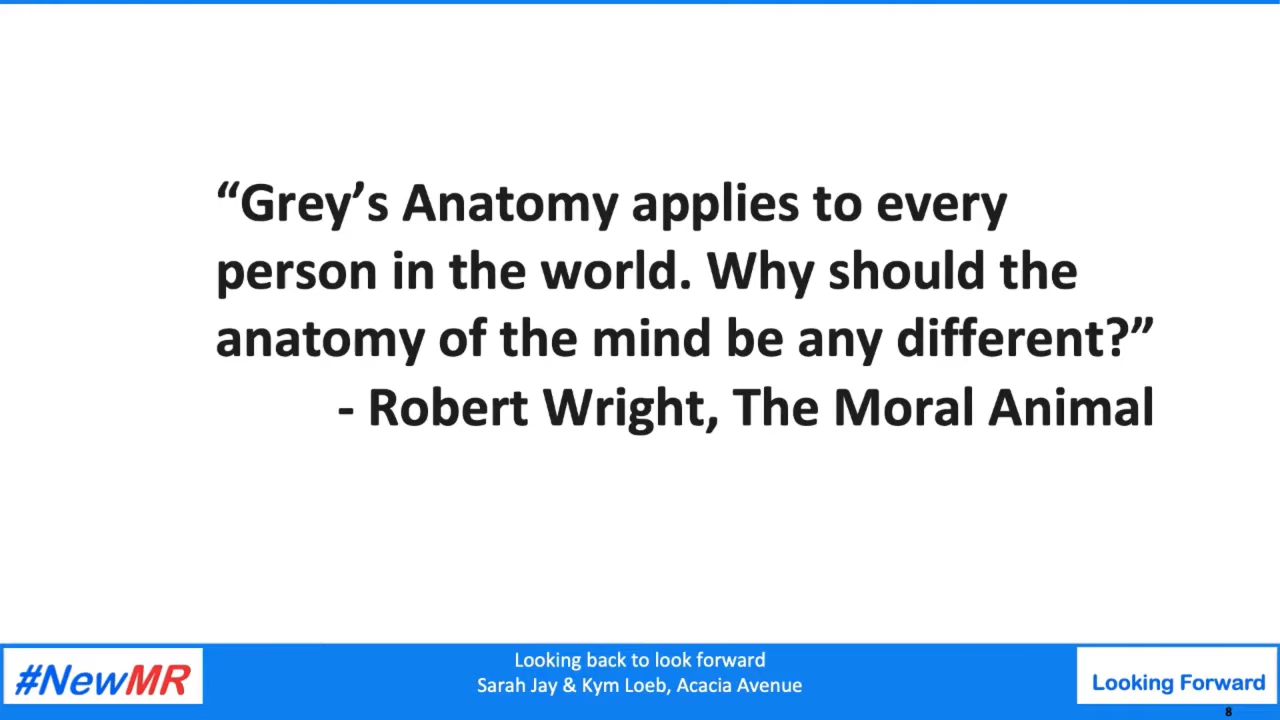 “Grey’s Anatomy applies to every
person in the world. Why should the
anatomy of the mind be any different?”
- Robert Wright, The Moral Animal
#NewMR
Looking back to look forward
Sarah Jay & Kym Loeb, Acacia Avenue
Looking Forward
8